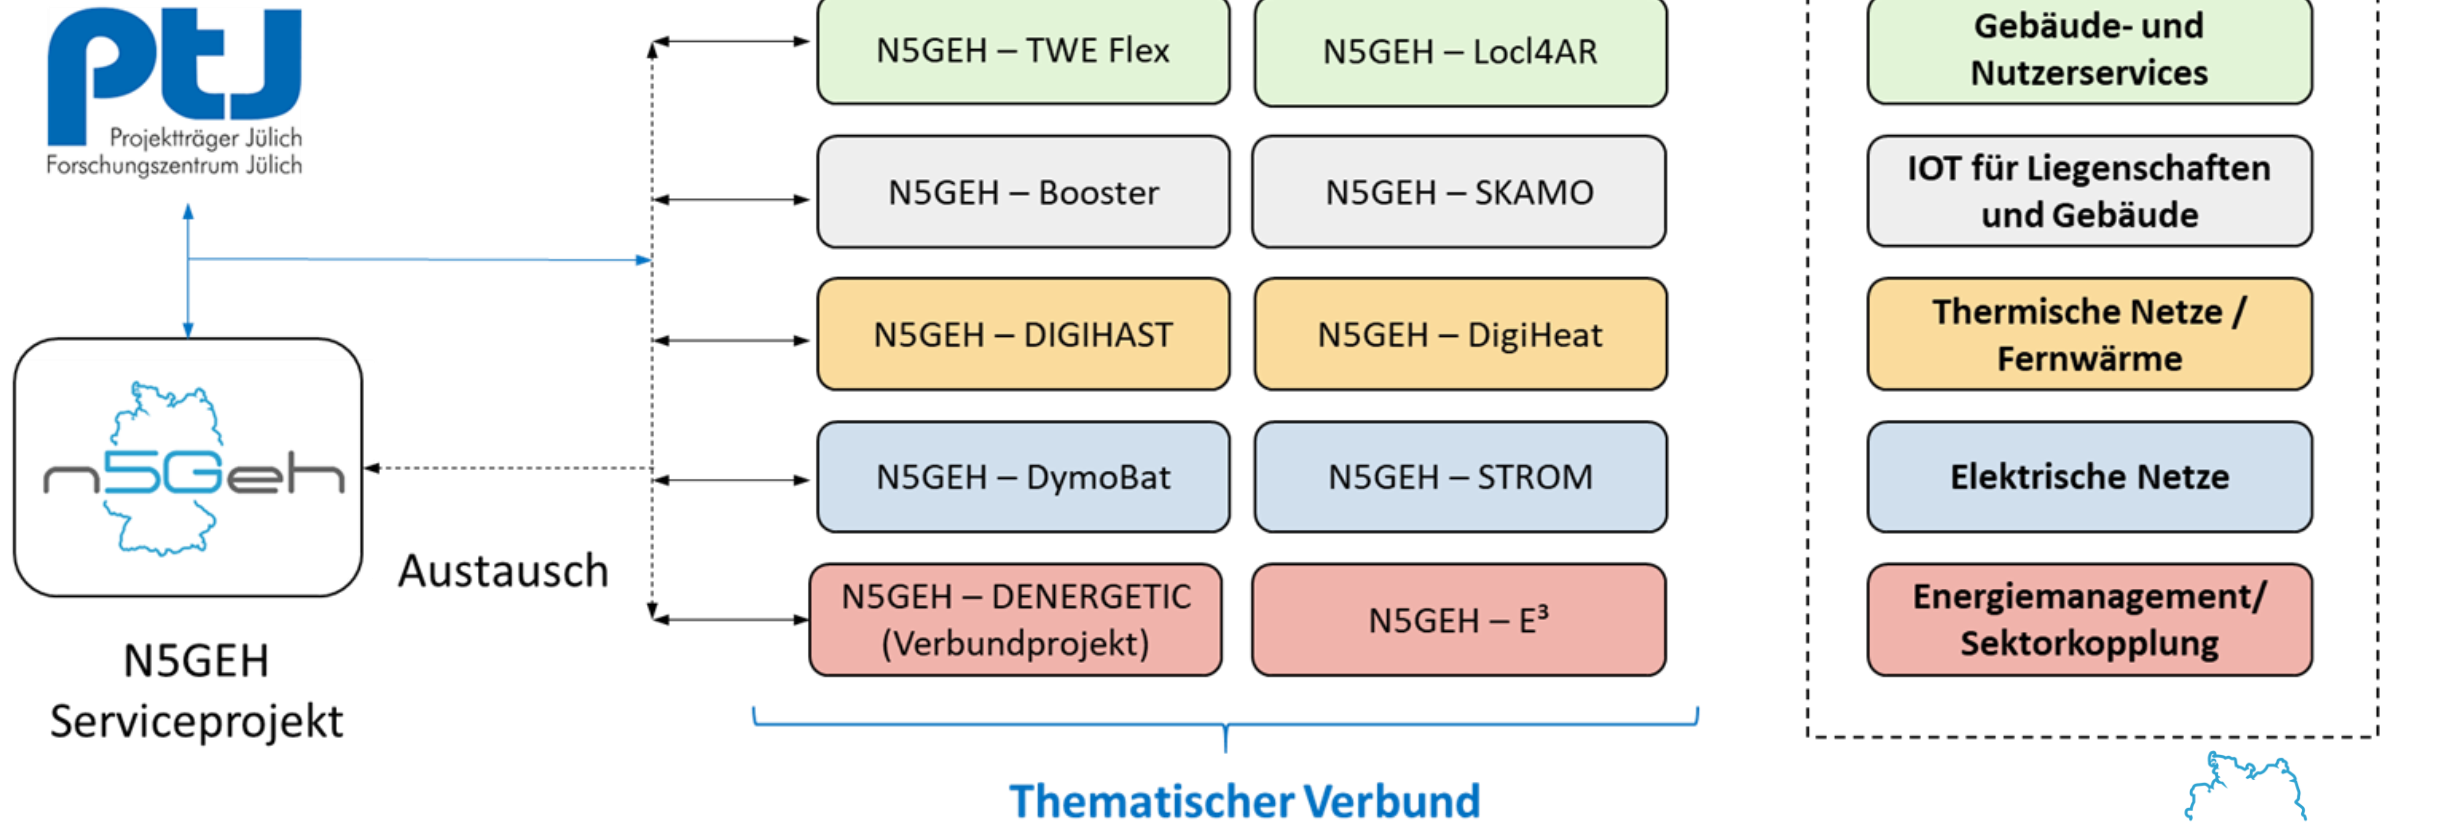 ptJ
Projektträger Jülich
Forschungszentrum Jülich
n5Geh
N5GEH
Serviceprojekt
Austausch
N5GEH – TWE Flex
N5GEH – Locl4AR
N5GEH – Booster
N5GEH – SKAMO
N5GEH – DIGIHAST
N5GEH – DigiHeat
N5GEH – DymoBat
N5GEH – STROM
N5GEH – DENERGETIC
(Verbundprojekt)
N5GEH – E³
Thematischer Verbund
Gebäude- und
Nutzerservices
IOT für Liegenschaften
und Gebäude
Thermische Netze /
Fernwärme
Elektrische Netze
Energiemanagement/
Sektorkopplung